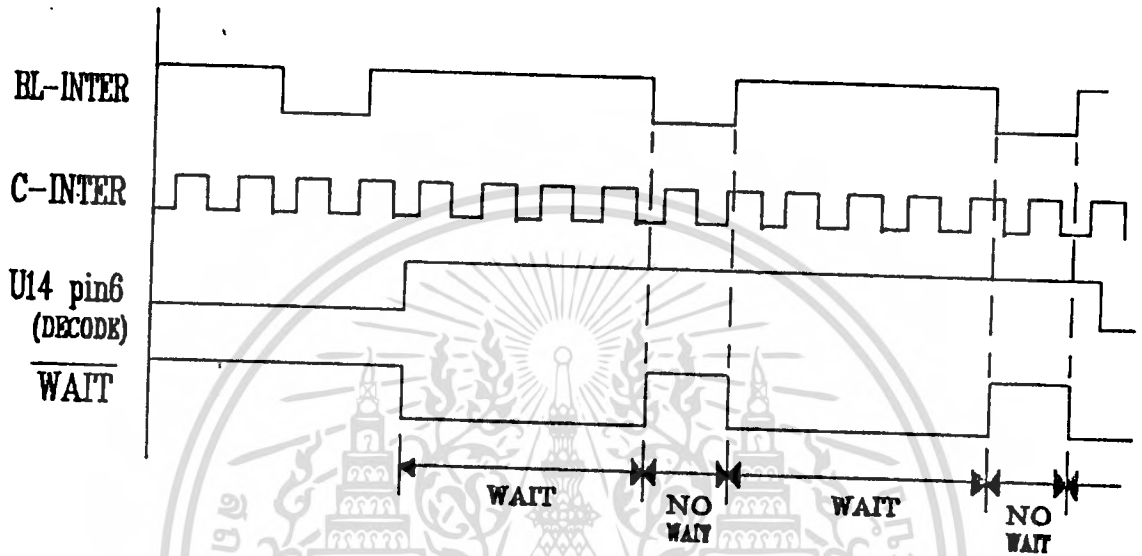 BL-INTER
C-INTER
U14 pin6
(DECODE)
WAIT
WAIT
NO
WAIT
WAIT
NO
WAIT